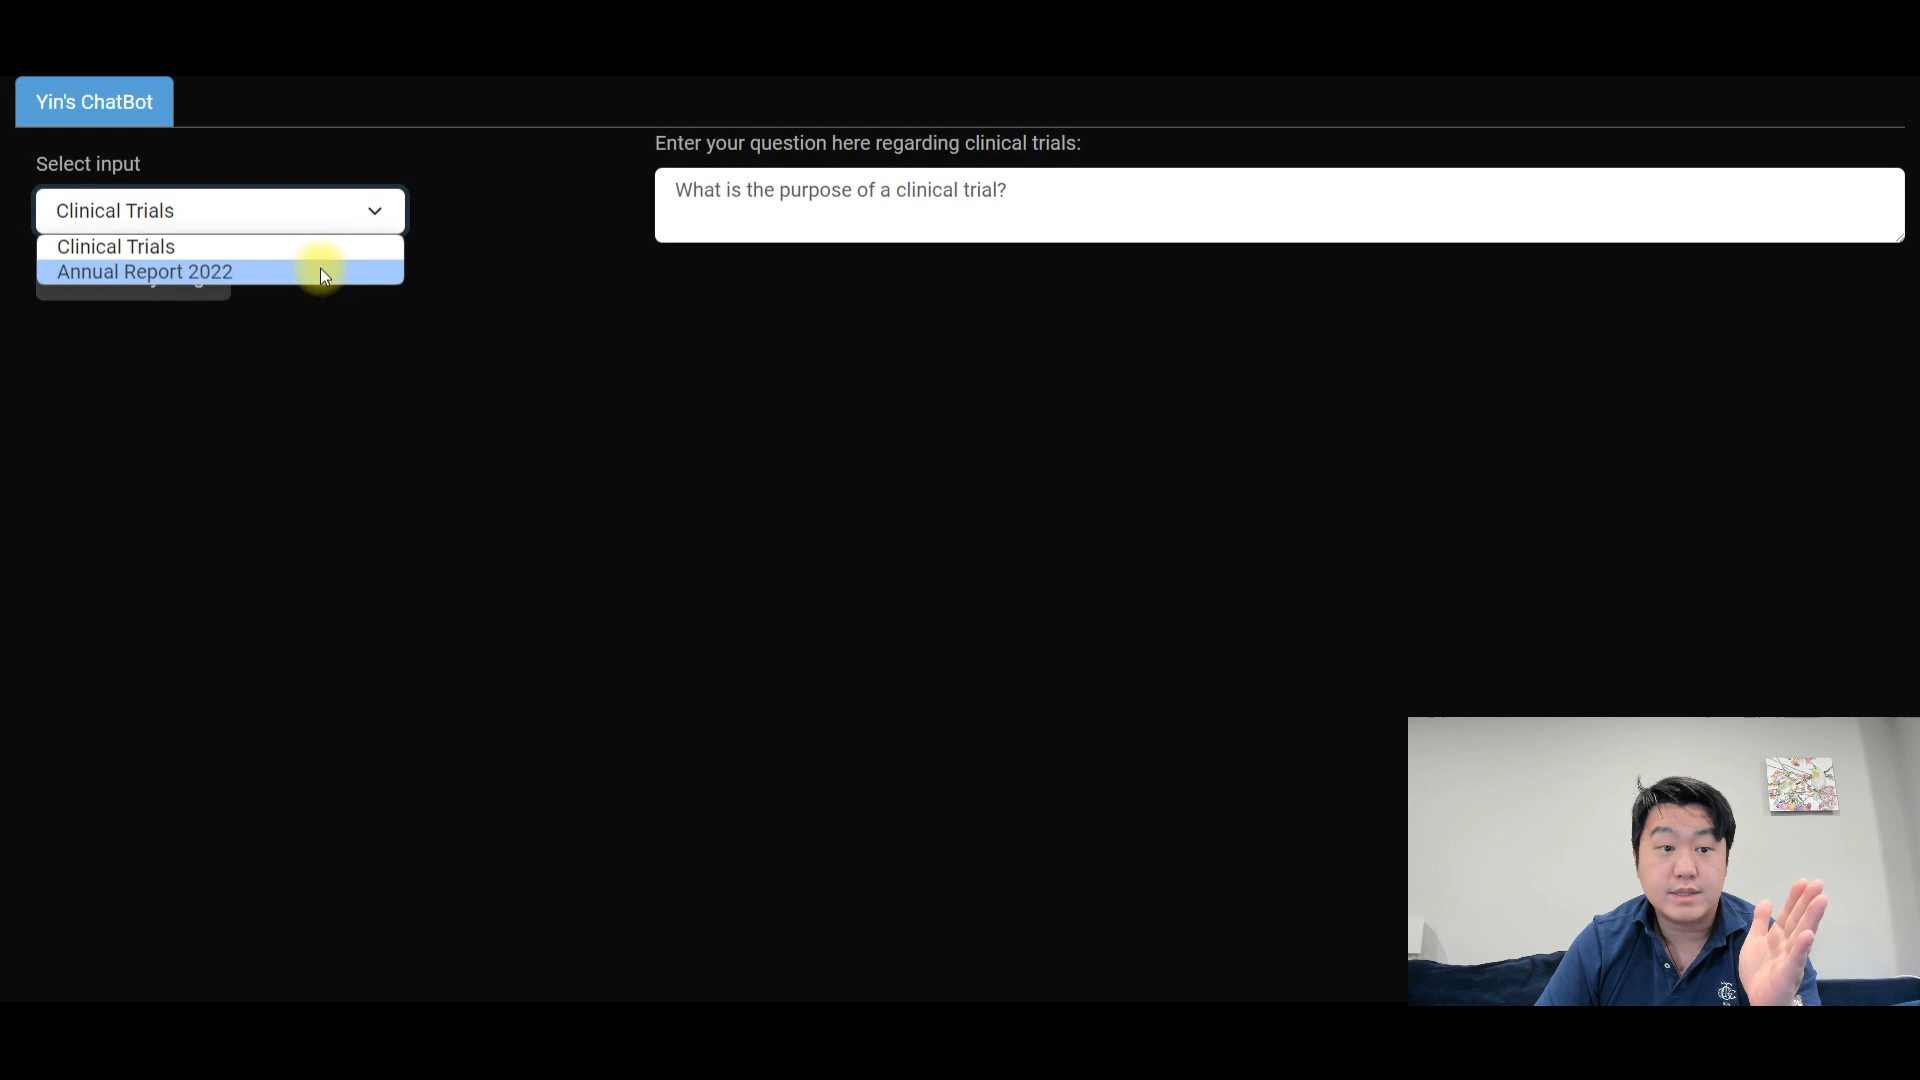 Yin's ChatBot
Select input
Enter your question here regarding clinical trials:
Clinical Trials
What is the purpose of a clinical trial?
Clinical Trials
Annual Report 2022